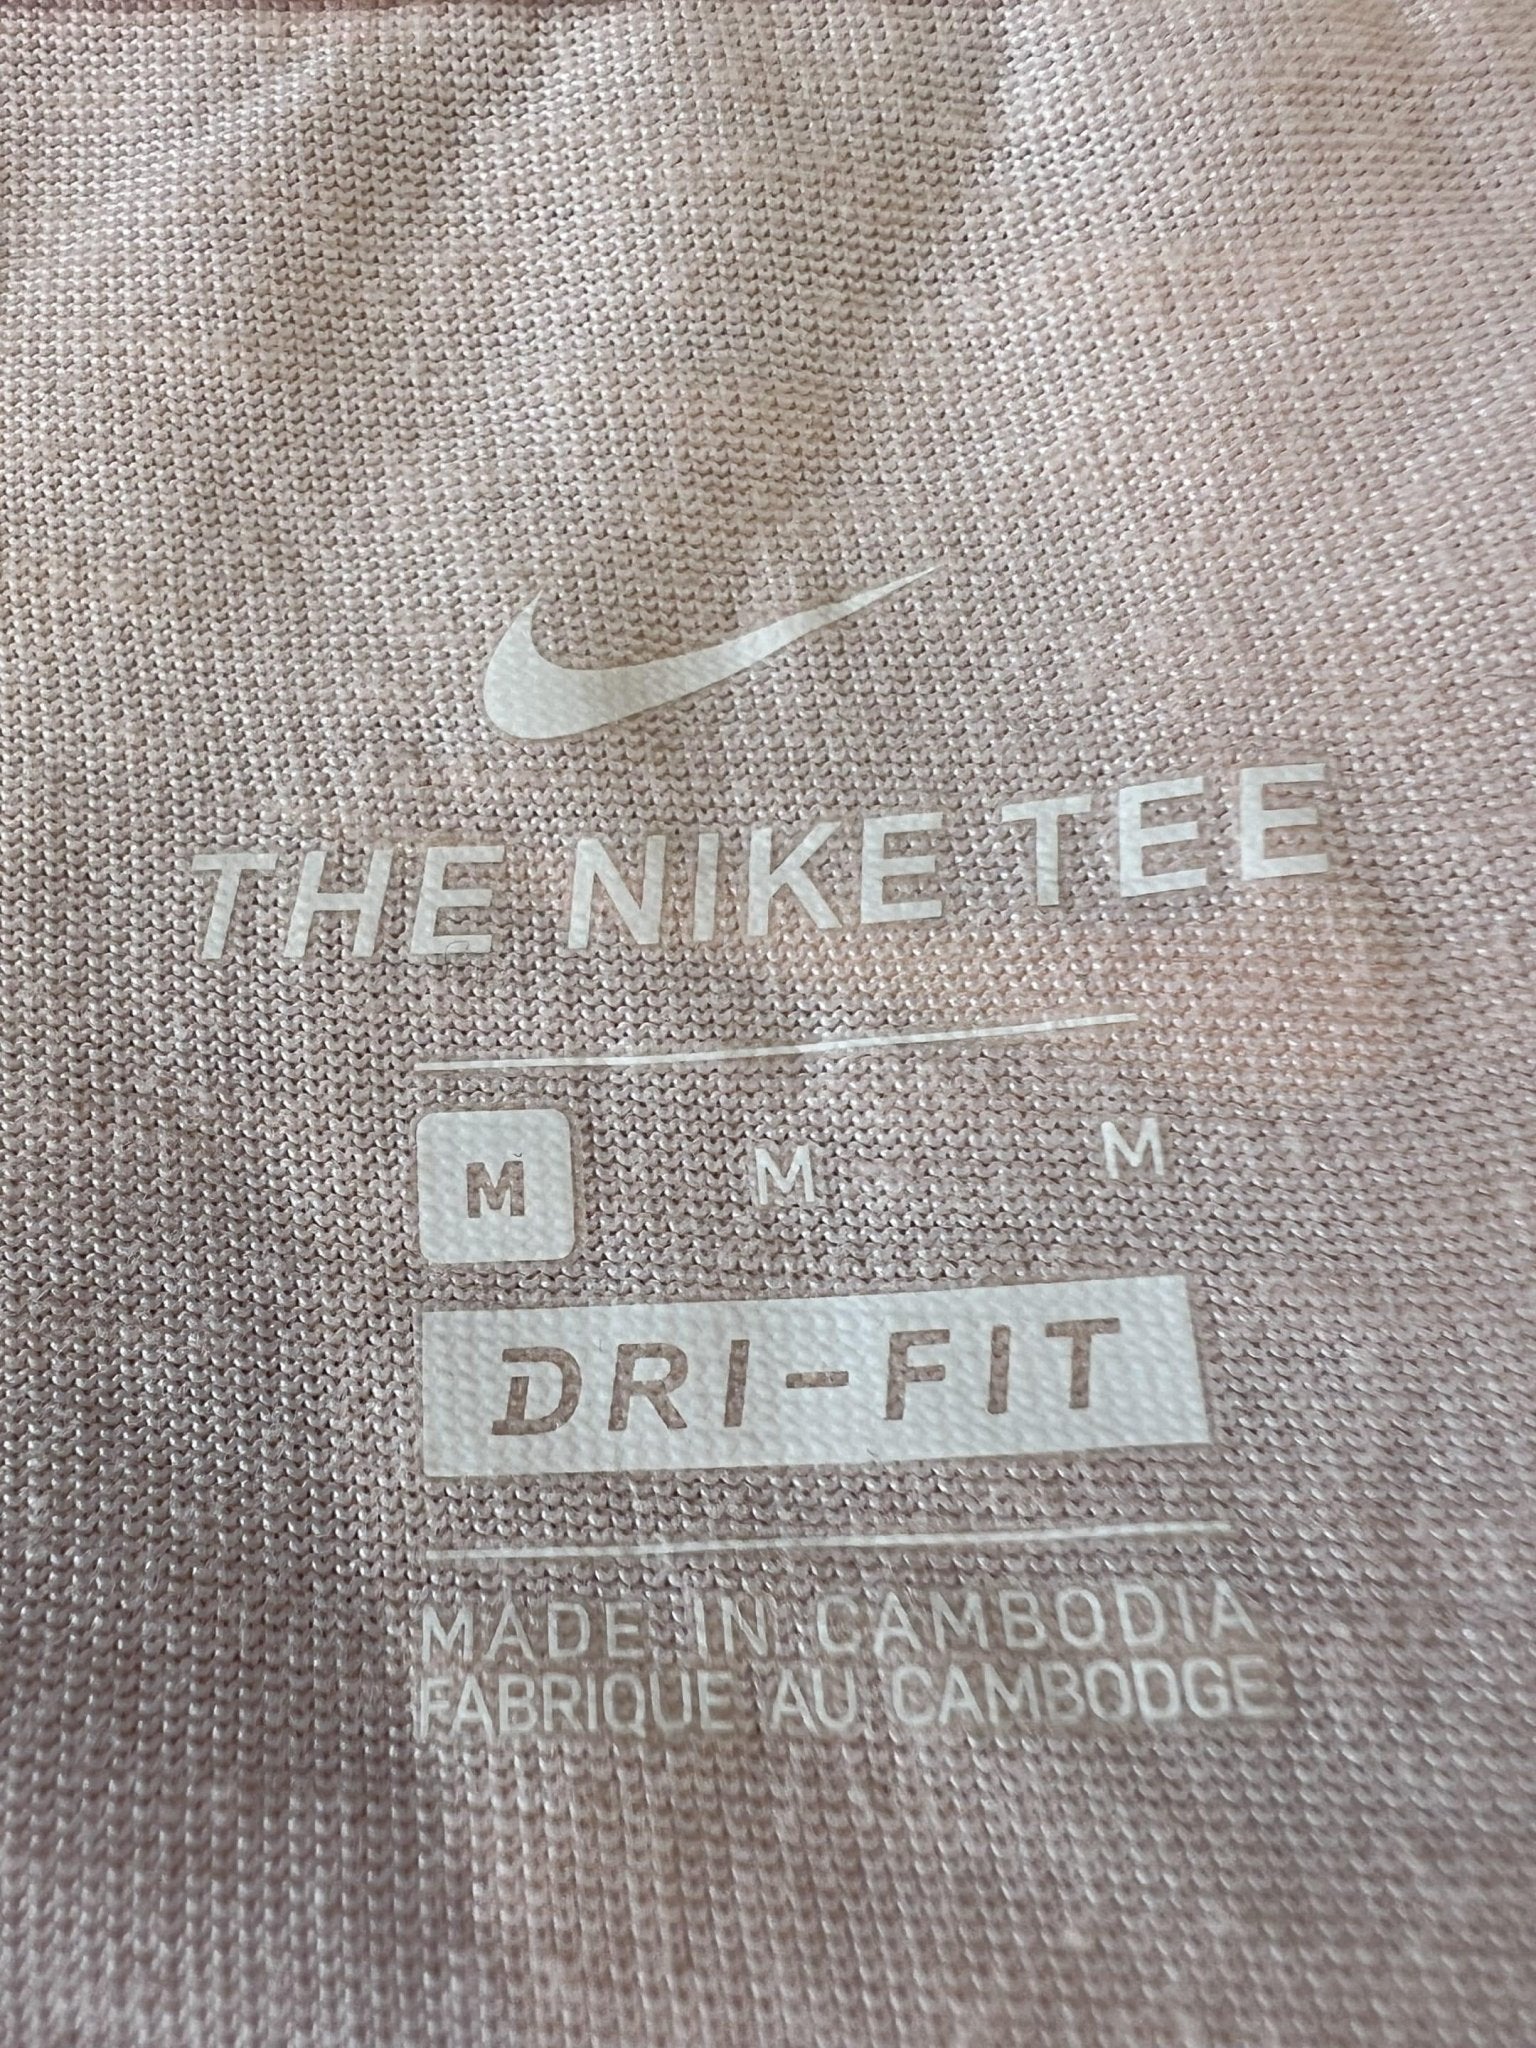 THE NIKE TEE
M M M
DRI-FIT
MADE IN CAMBODIA
FABRIQUE AU CAMBODGE